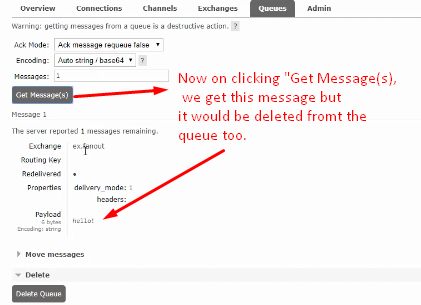 Overview Connections Channels Exchanges Queues Admin
Warning: getting messages from a queue is a destructive action. ?
Ack Mode: Ack message requeue false
Encoding: Auto string / base64 ?
Messages: 1
Get Message(s)
Now on clicking "Get Message(s),
we get this message but
it would be deleted fromt the
queue too.
Message 1
The server reported 1 messages remaining.
Exchange ex.fanout
Routing Key
Redelivered •
Properties delivery_mode: 1
headers:
Payload
6 bytes
Encoding: string
hello!
Move messages
Delete
Delete Queue